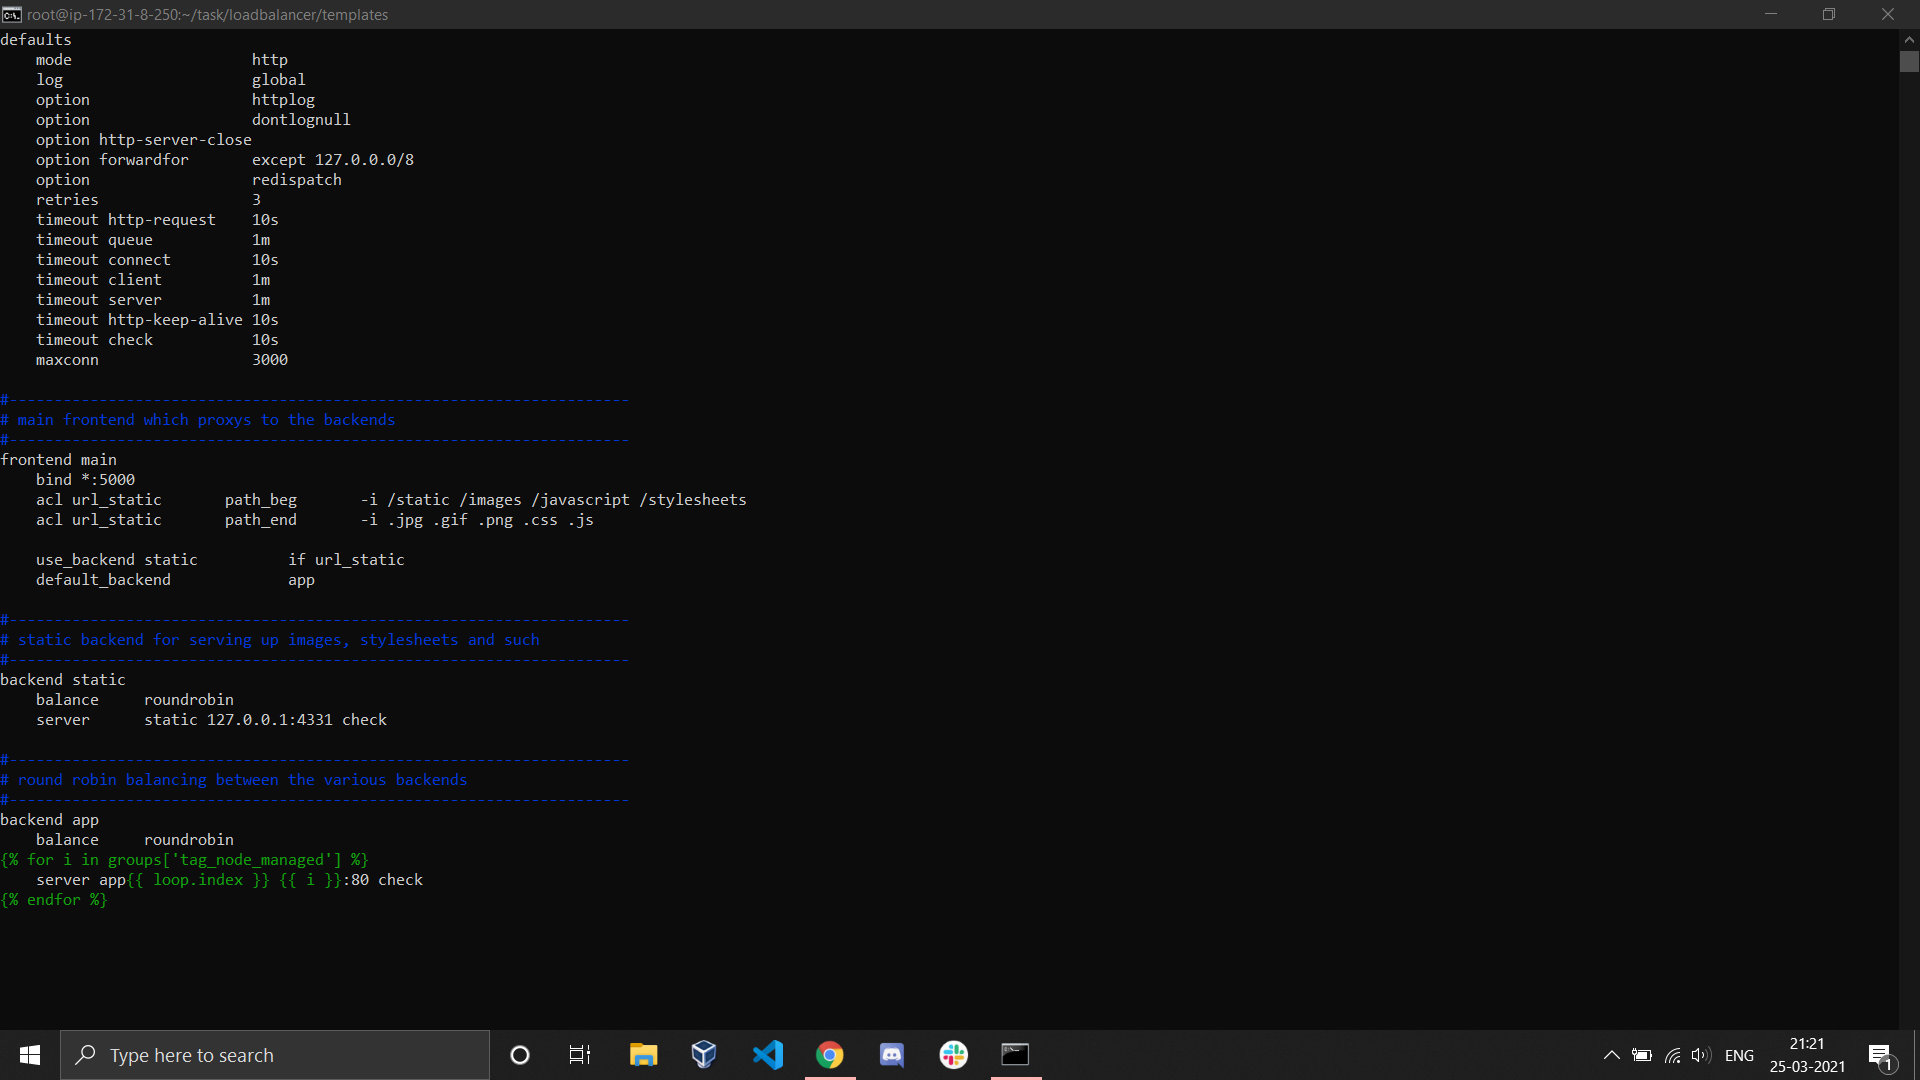 root@ip-172-31-8-250:~/task/loadbalancer/templates
defaults
    mode                    http
    log                     global
    option                  httplog
    option                  dontlognull
    option http-server-close
    option forwardfor       except 127.0.0.0/8
    option                  redispatch
    retries                 3
    timeout http-request    10s
    timeout queue           1m
    timeout connect         10s
    timeout client          1m
    timeout server          1m
    timeout http-keep-alive 10s
    timeout check           10s
    maxconn                 3000
#---------------------------------------------------------------------
# main frontend which proxys to the backends
#---------------------------------------------------------------------
frontend main
    bind *:5000
    acl url_static       path_beg       -i /static /images /javascript /stylesheets
    acl url_static       path_end       -i .jpg .gif .png .css .js
    use_backend static          if url_static
    default_backend             app
#---------------------------------------------------------------------
# static backend for serving up images, stylesheets and such
#---------------------------------------------------------------------
backend static
    balance     roundrobin
    server      static 127.0.0.1:4331 check
#---------------------------------------------------------------------
# round robin balancing between the various backends
#---------------------------------------------------------------------
backend app
    balance     roundrobin
{% for i in groups['tag_node_managed'] %}
    server app{{ loop.index }} {{ i }}:80 check
{% endfor %}
Type here to search
ENG
21:21
25-03-2021
1